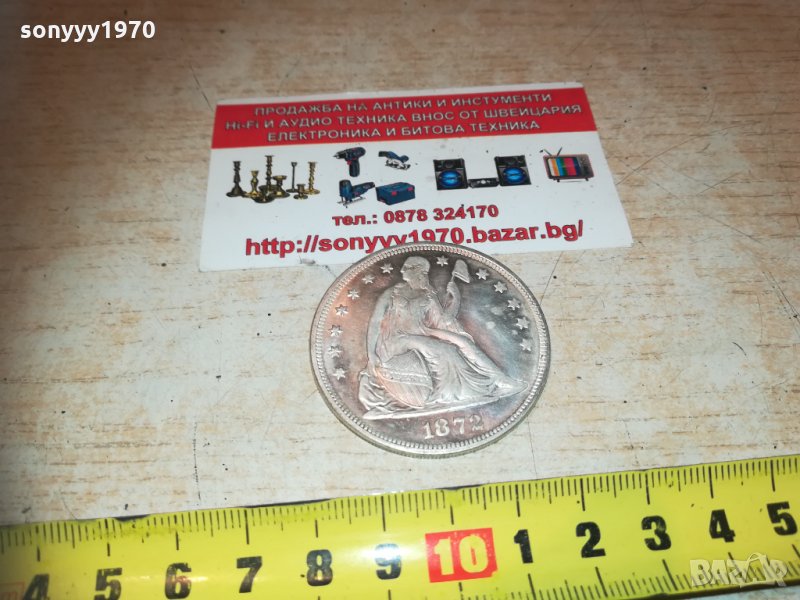 sonyyy1970
ПРОДАЖБА НА АНТИКИ И ИНСТУМЕНТИ
Hi-Fi И АУДИО ТЕХНИКА ВНОС ОТ ШВЕЙЦАРИЯ
ЕЛЕКТРОНИКА И БИТОВА ТЕХНИКА
тел.: 0878 324170
http://sonyyy1970.bazar.bg/
1872
4 5 6 7 8 9 10 1 2 3 4 5
BAZAR